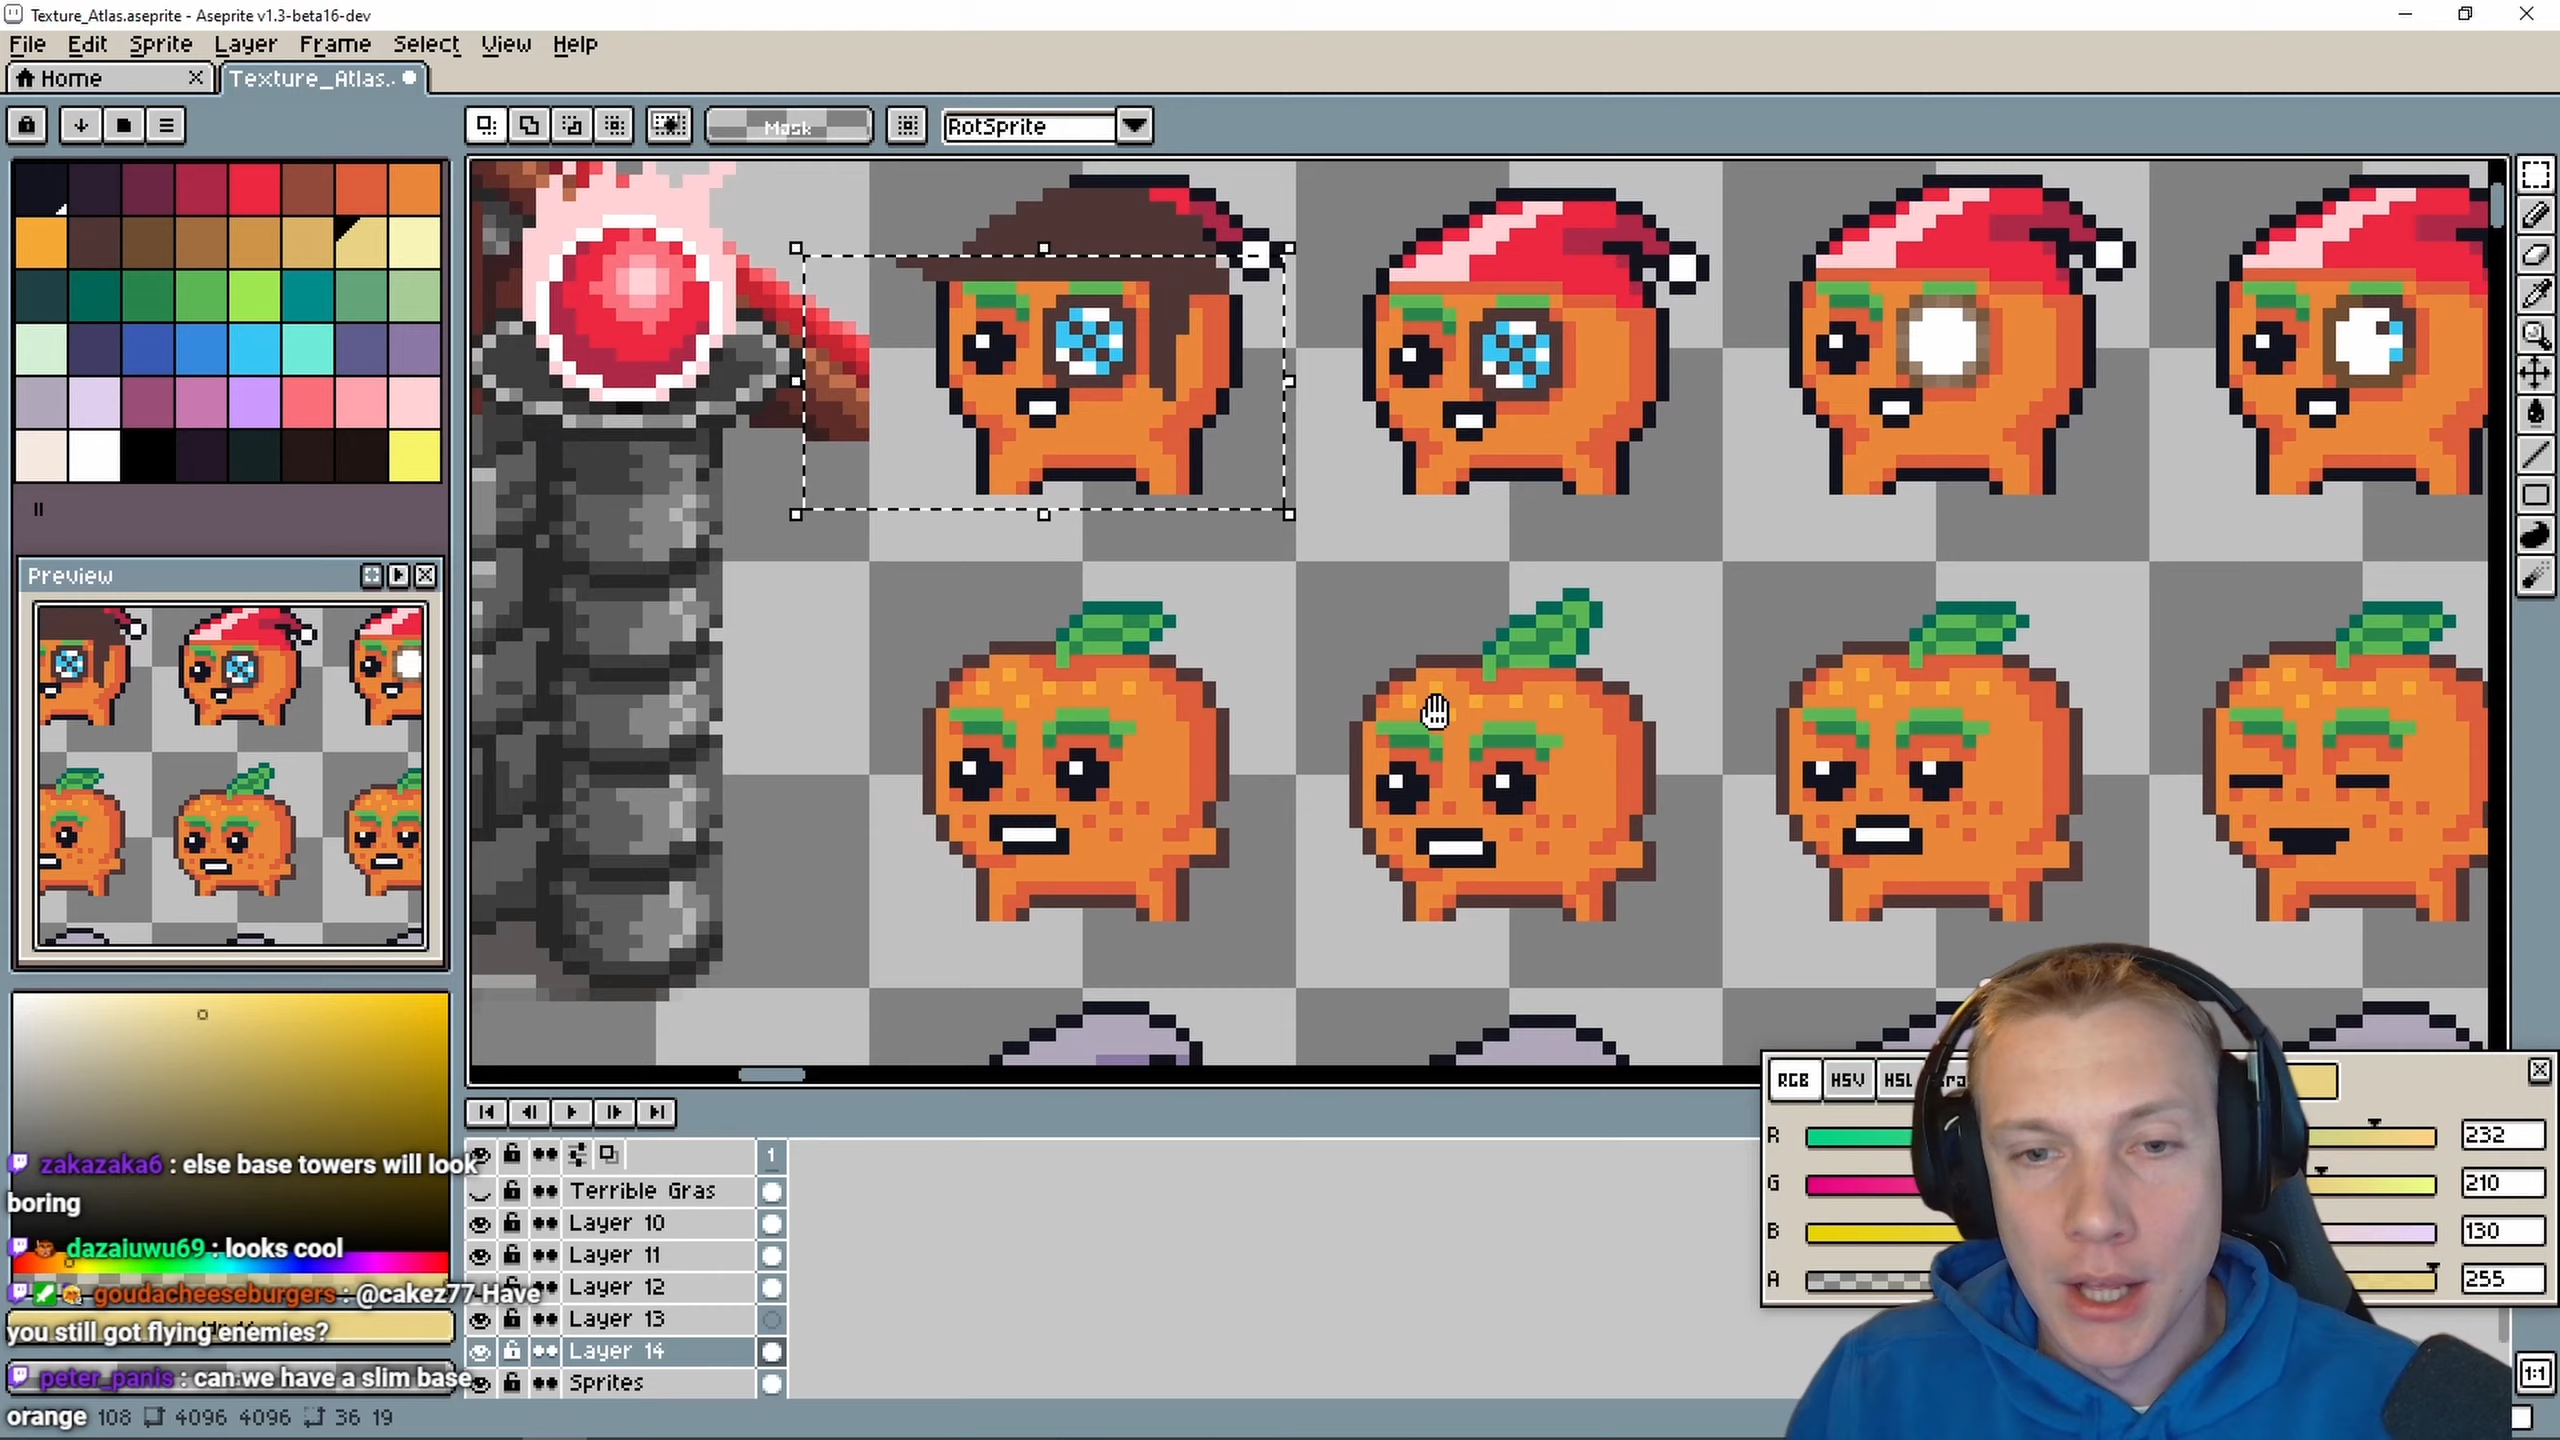 Texture_Atlas.aseprite - Aseprite v1.3-beta16-dev
File Edit Sprite Layer Frame Select View Help
Home
Texture_Atlas.
Mask
RotSprite
Preview
1
Terrible Gras
Layer 10
Layer 11
Layer 12
Layer 13
Layer 14
Sprites
RGB HSV HSL
R 232
G 210
B 130
A 255
zakazaka6 : else base towers will look
boring
dazaiuwu69 : looks cool
goudacheeseburgers : @cakez77 Have
you still got flying enemies?
peter_panis : can we have a slim base
orange
108 4096 4096 36 19
1:1